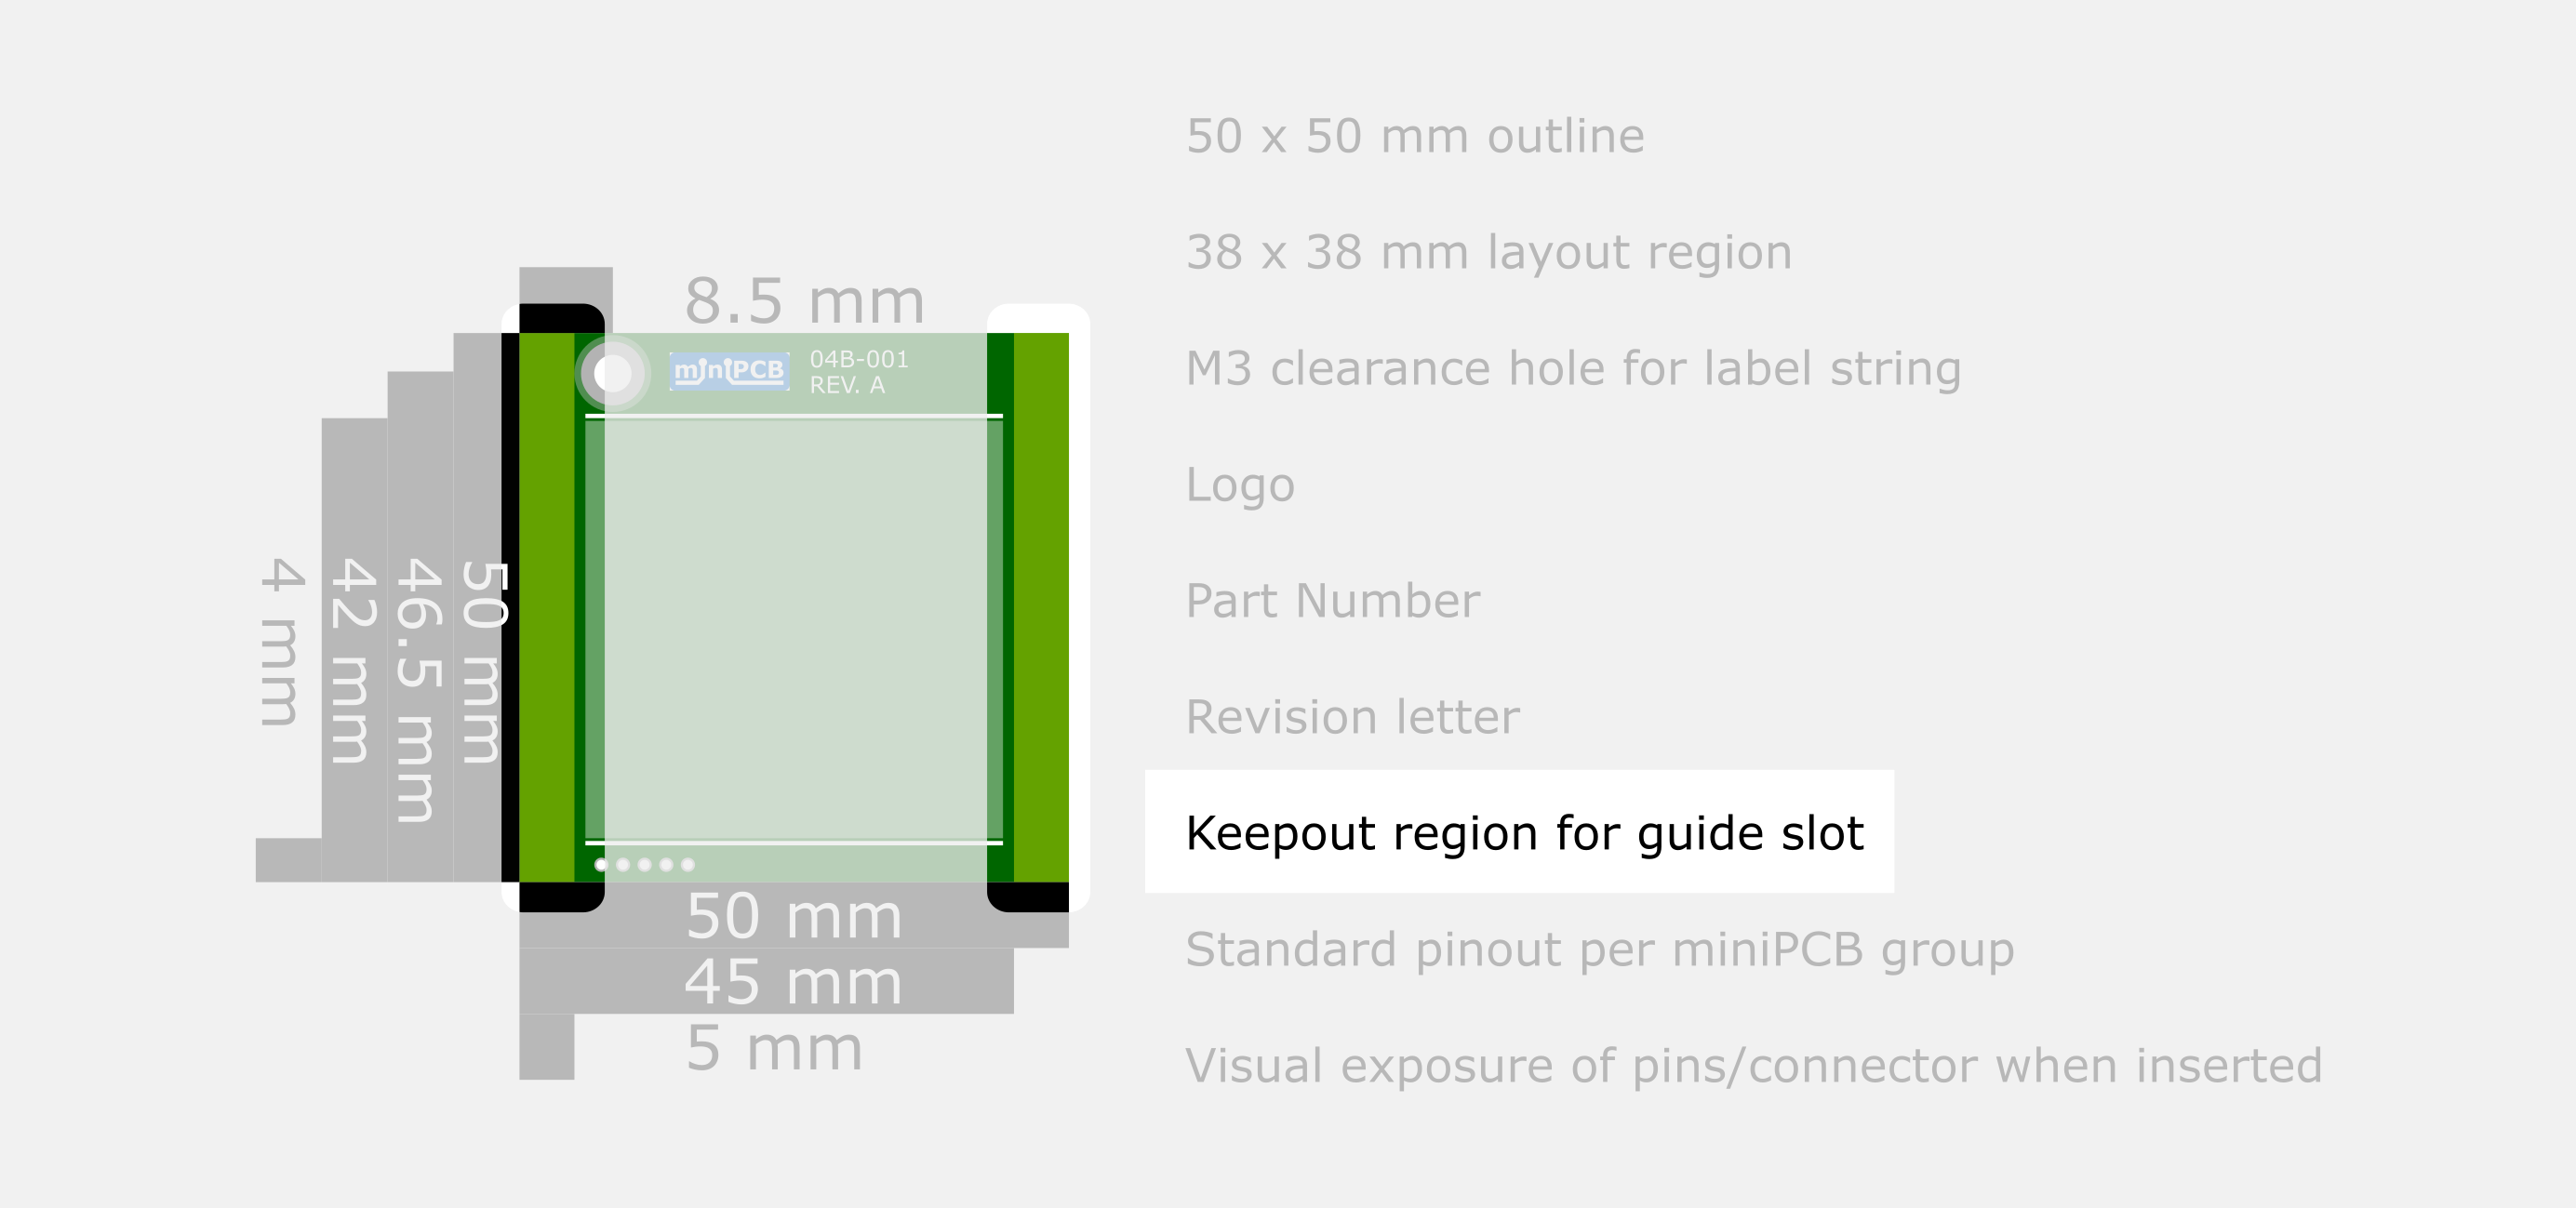 8.5 mm
miniPCB
04B-001
REV. A
4 mm
42 mm
46.5 mm
50 mm
50 mm
45 mm
5 mm
50 x 50 mm outline
38 x 38 mm layout region
M3 clearance hole for label string
Logo
Part Number
Revision letter
Keepout region for guide slot
Standard pinout per miniPCB group
Visual exposure of pins/connector when inserted